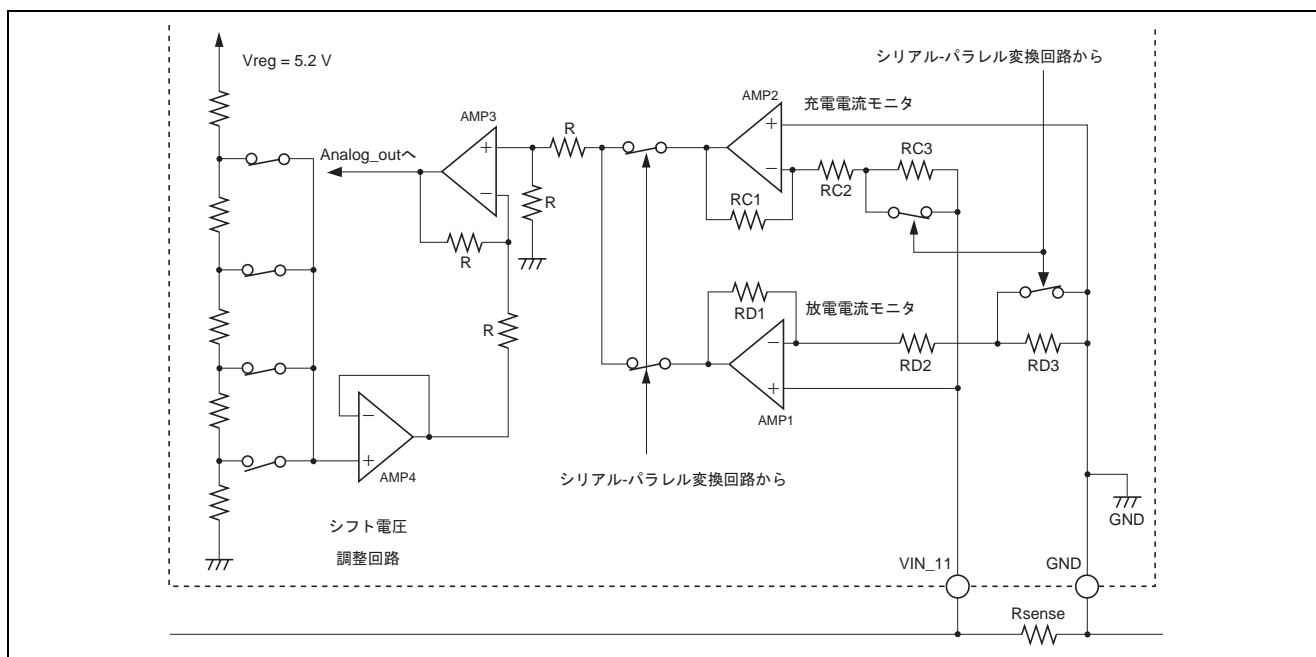 Vreg = 5.2 V
シリアル-パラレル変換回路から
AMP2
充電電流モニタ
AMP3
R
Analog_outへ
RC3
RC2
R
RC1
R
RD1
放電電流モニタ
R
RD2
RD3
AMP1
AMP4
シリアル-パラレル変換回路から
シフト電圧
調整回路
GND
VIN_11
GND
Rsense